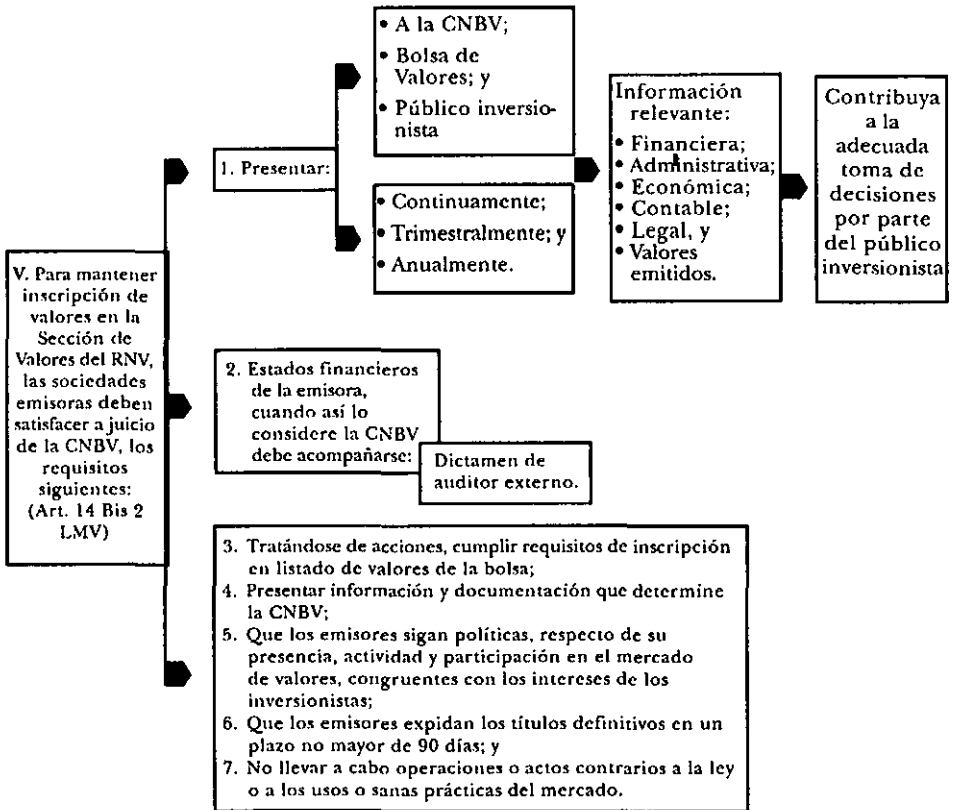 V. Para mantener
inscripción de
valores en la
Sección de
Valores del RNV,
las sociedades
emisoras deben
satisfacer a juicio
de la CNBV, los
requisitos
siguientes:
(Art. 14 Bis 2
LMV)
1. Presentar:
• A la CNBV;
• Bolsa de
Valores; y
• Público inversio-
nista
• Continuamente;
• Trimestralmente; y
• Anualmente.
Información
relevante:
• Financiera;
• Administrativa;
• Económica;
• Contable;
• Legal, y
• Valores
emitidos.
Contribuya
a la
adecuada
toma de
decisiones
por parte
del público
inversionista
2. Estados financieros
de la emisora,
cuando así lo
considere la CNBV
debe acompañarse:
Dictamen de
auditor externo.
3. Tratándose de acciones, cumplir requisitos de inscripción
en listado de valores de la bolsa;
4. Presentar información y documentación que determine
la CNBV;
5. Que los emisores sigan políticas, respecto de su
presencia, actividad y participación en el mercado
de valores, congruentes con los intereses de los
inversionistas;
6. Que los emisores expidan los títulos definitivos en un
plazo no mayor de 90 días; y
7. No llevar a cabo operaciones o actos contrarios a la ley
o a los usos o sanas prácticas del mercado.